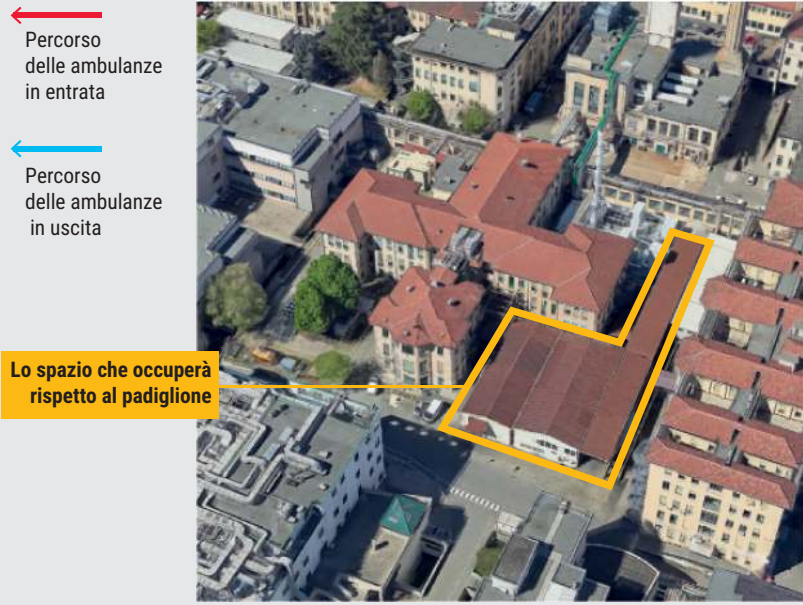 Percorso
delle ambulanze
in entrata
Percorso
delle ambulanze
in uscita
Lo spazio che occuperà
rispetto al padiglione